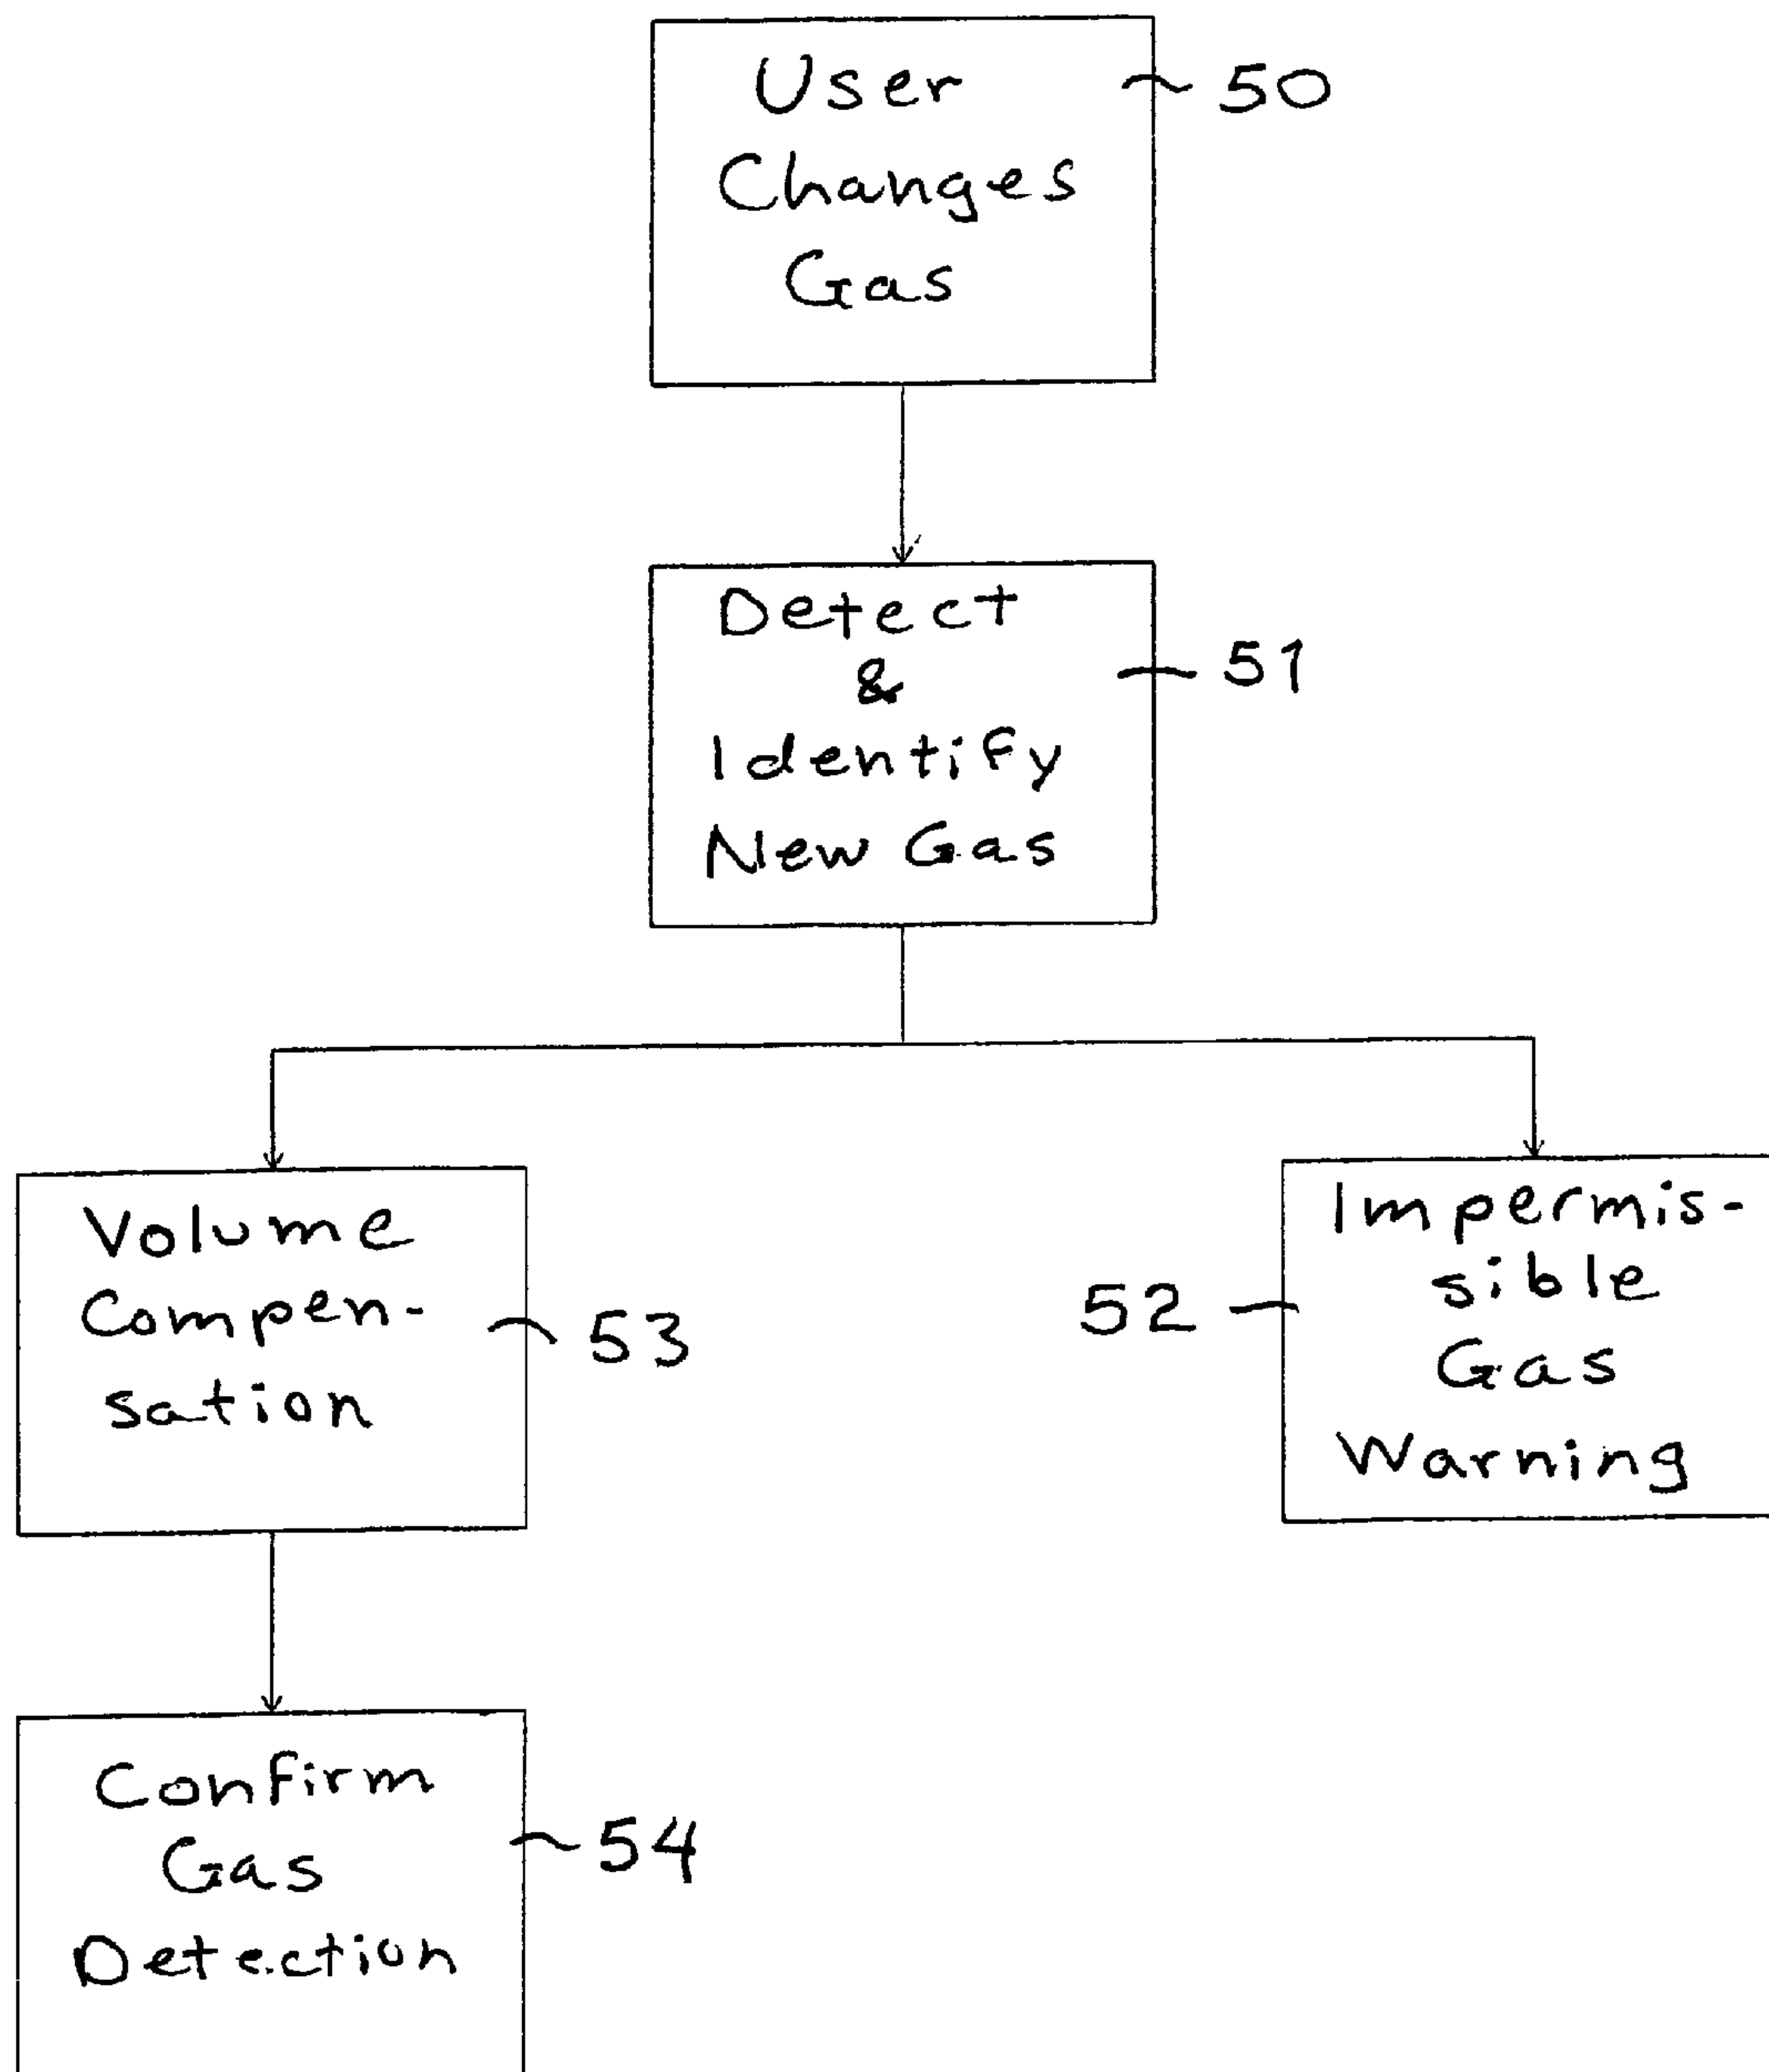 User
Changes
Gas
50
Detect
&
Identify
New Gas
51
Volume
Compen-
sation
53
52
Impermis-
sible
Gas
Warning
Confirm
Gas
Detection
54